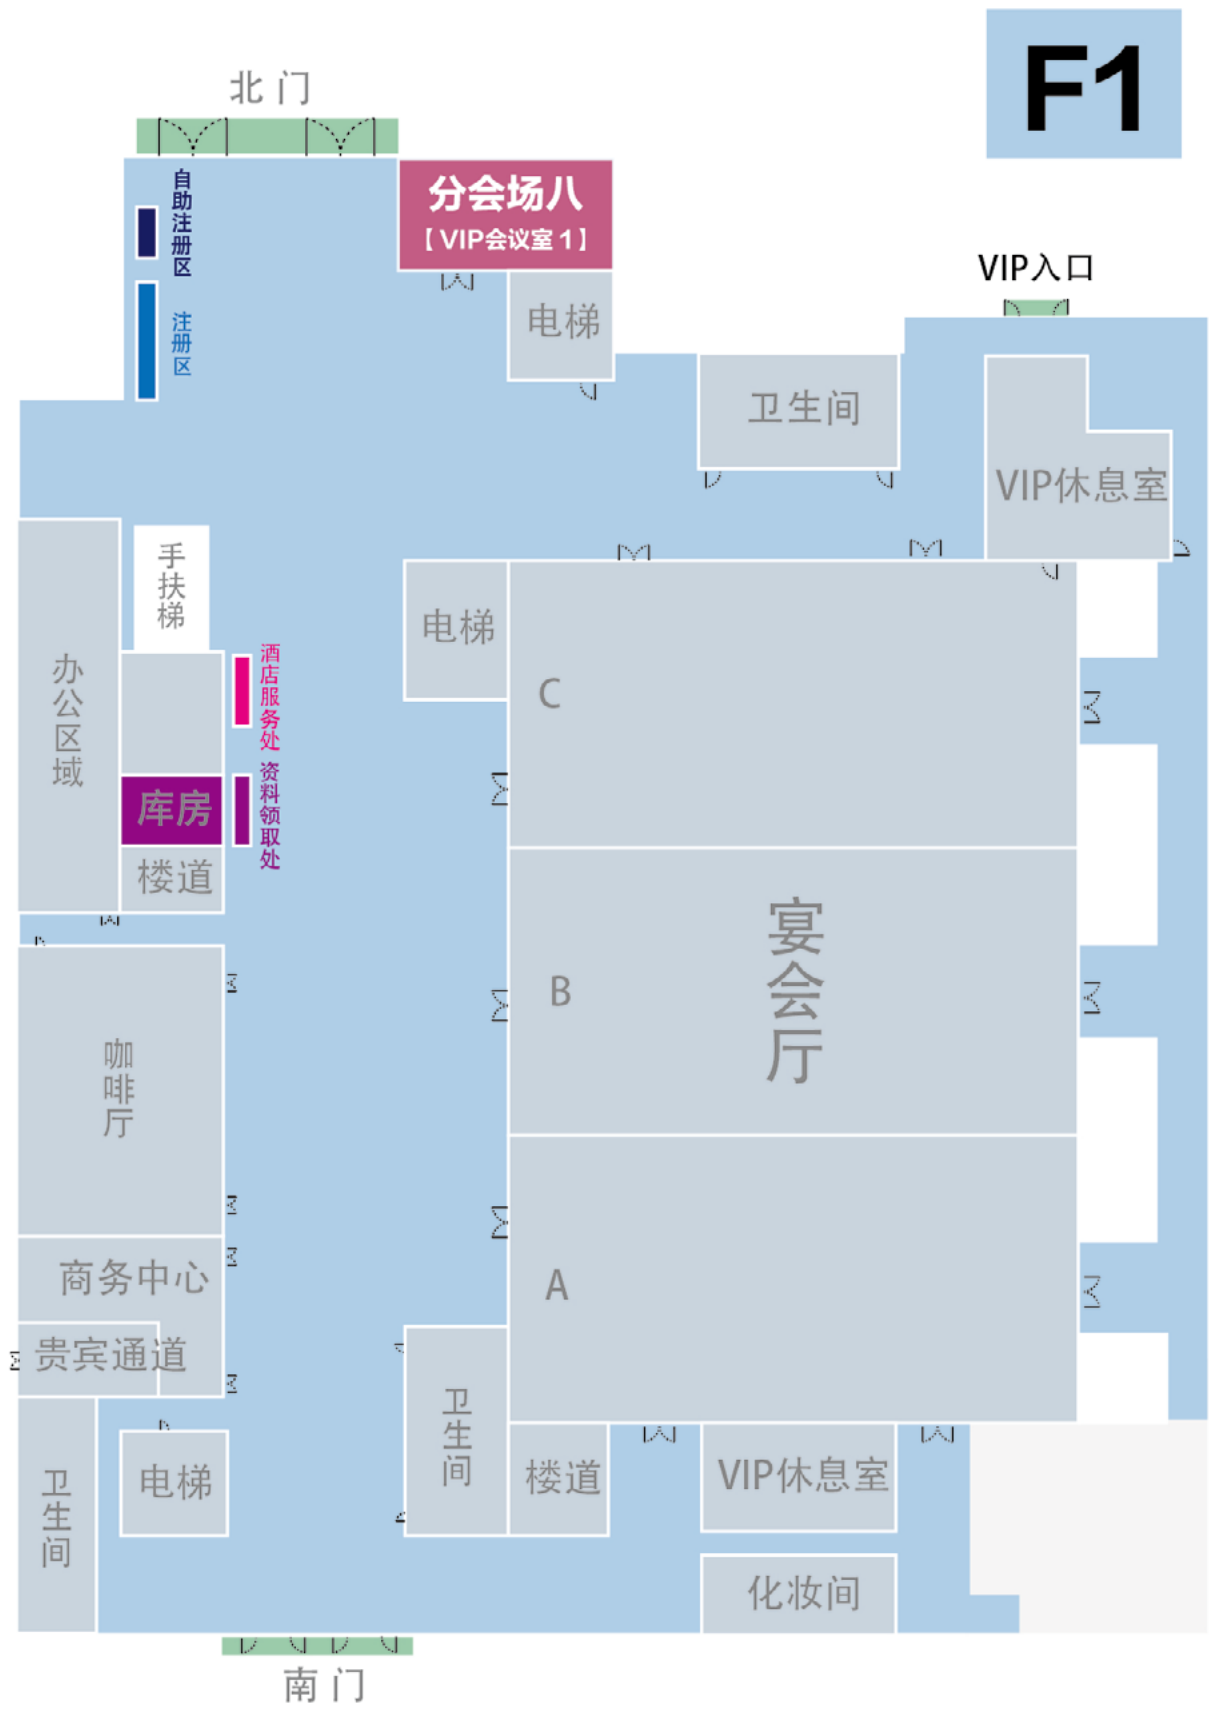 F1
北门
自助注册区
分会场八
【VIP会议室1】
VIP入口
注册区
电梯
卫生间
VIP休息室
手扶梯
电梯
办公区域
酒店服务处
C
资料领取处
库房
楼道
宴会厅
B
咖啡厅
A
商务中心
贵宾通道
卫生间
电梯
卫生间
楼道
VIP休息室
化妆间
南门